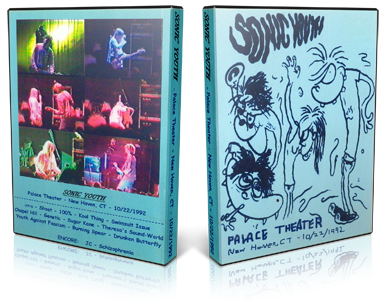 SONIC YOUTH
Palace Theater - New Haven, CT - 10/22/1992
Shoot - 100% - Kool Thing - Swimsuit Issue
Chapel Hill - Genetic - Sugar Kane - Theresa's Sound-World
Youth Against Fascism - Burning Spear - Drunken Butterfly
ENCORE: - Schizophrenia
SONIC YOUTH
Palace Theater - New Haven, CT - 10/22/1992
SONIC YOUTH
PALACE THEATER
New Haven, CT - 10/23/1992